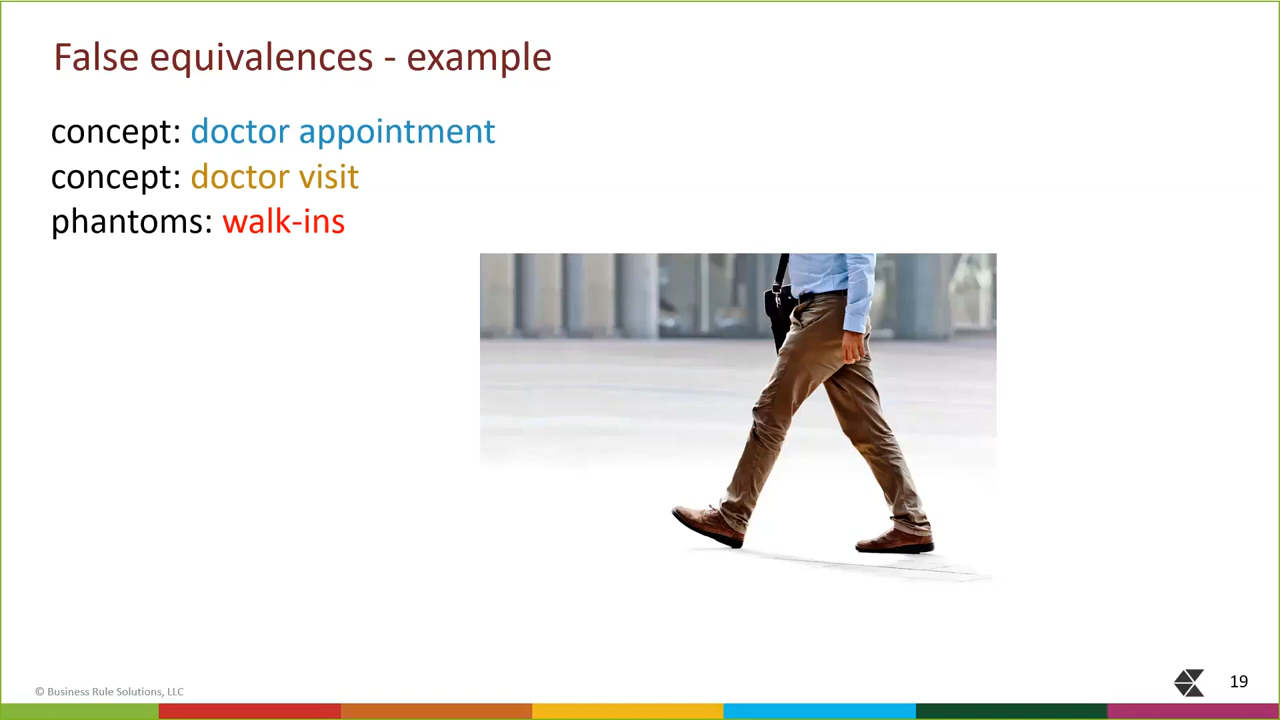 False equivalences - example
concept: doctor appointment
concept: doctor visit
phantoms: walk-ins
© Business Rule Solutions, LLC
19